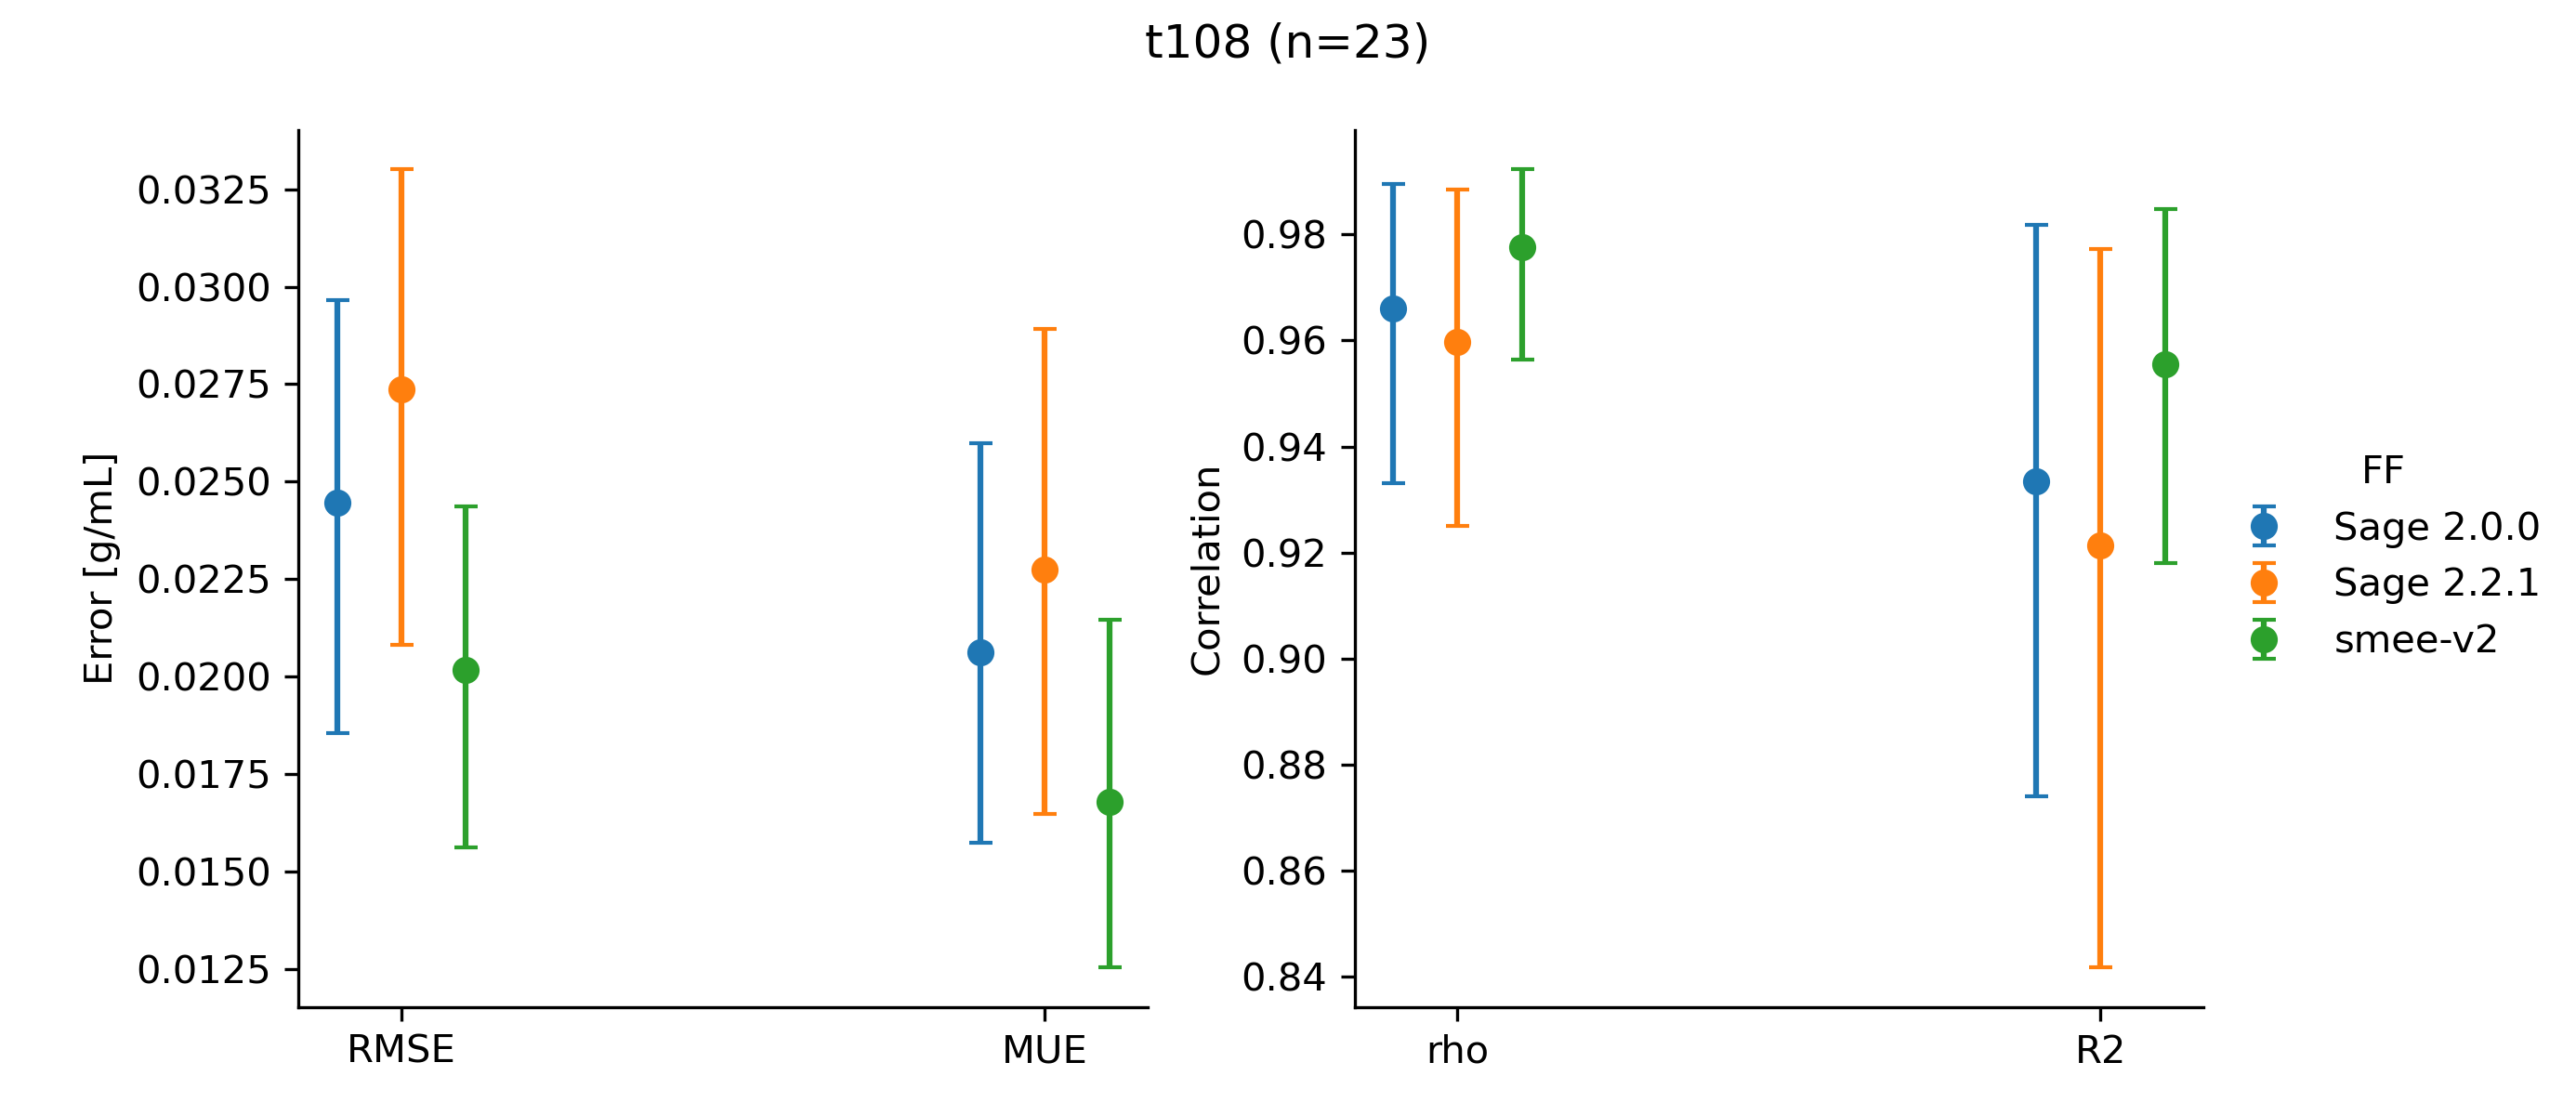 t108 (n=23)
Error [g/mL]
0.0325
0.0300
0.0275
0.0250
0.0225
0.0200
0.0175
0.0150
0.0125
RMSE
MUE
Correlation
0.98
0.96
0.94
0.92
0.90
0.88
0.86
0.84
rho
R2
FF
Sage 2.0.0
Sage 2.2.1
smee-v2